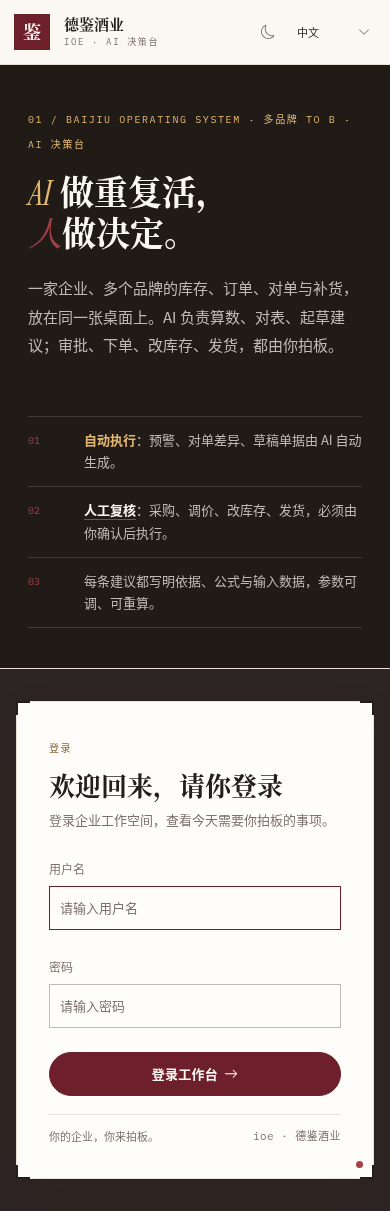 鉴
德鉴酒业
IOE · AI 决策台
中文
01 / BAIJIU OPERATING SYSTEM · 多品牌 TO B ·
AI 决策台
AI 做重复活，
人做决定。
一家企业、多个品牌的库存、订单、对单与补货，
放在同一张桌面上。AI 负责算数、对表、起草建
议；审批、下单、改库存、发货，都由你拍板。
01
自动执行：预警、对单差异、草稿单据由 AI 自动
生成。
02
人工复核：采购、调价、改库存、发货，必须由
你确认后执行。
03
每条建议都写明依据、公式与输入数据，参数可
调、可重算。
登录
欢迎回来，请你登录
登录企业工作空间，查看今天需要你拍板的事项。
用户名
请输入用户名
密码
请输入密码
登录工作台 →
你的企业，你来拍板。
ioe · 德鉴酒业